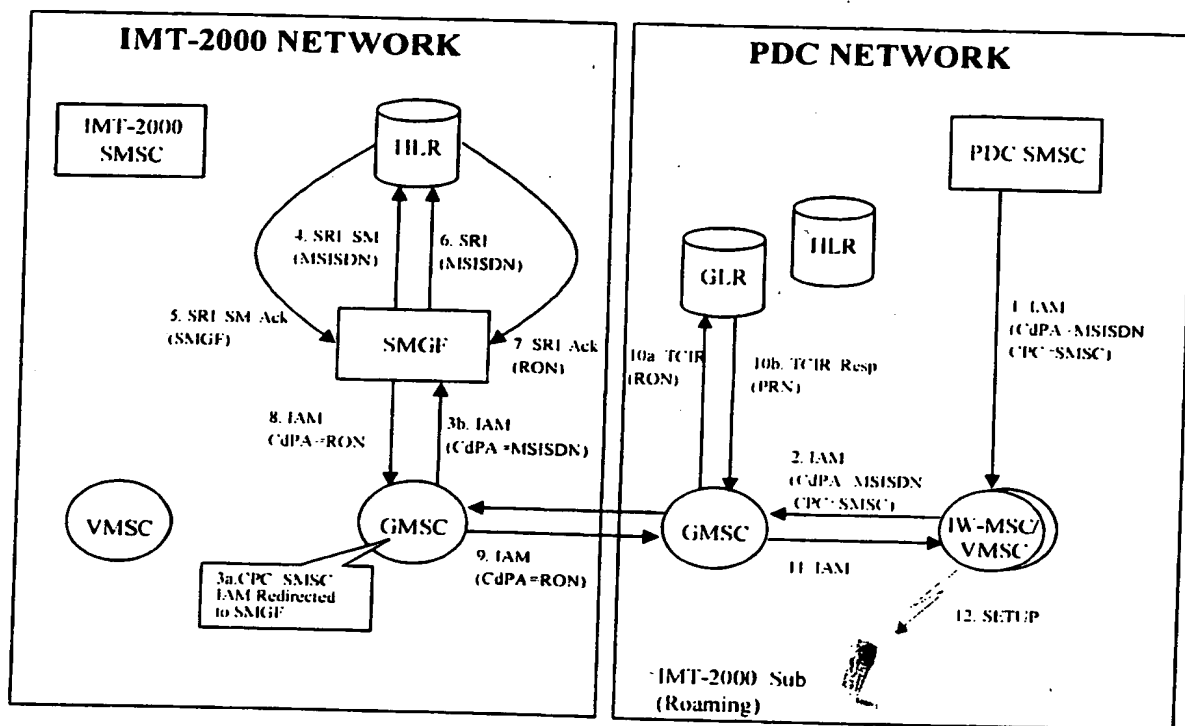 IMT-2000 NETWORK
IMT-2000
SMSC
HLR
4. SRI SM
(MSISDN)
6. SRI
(MSISDN)
5. SRI SM Ack
(SMGF)
SMGF
7 SRI Ack
(RON)
8. IAM
CdPA=RON
3b. IAM
(CdPA=MSISDN)
VMSC
GMSC
3a.CPC SMSC
IAM Redirected
to SMGF
9. IAM
(CdPA=RON)
PDC NETWORK
PDC SMSC
HLR
GLR
1. IAM
(CdPA=MSISDN
CPC=SMSC)
10a TCIR
(RON)
10b. TCIR Resp
(PRN)
2. IAM
(CdPA MSISDN
CPC=SMSC)
GMSC
IW-MSC/
VMSC
11 IAM
12. SETUP
IMT-2000 Sub
(Roaming)